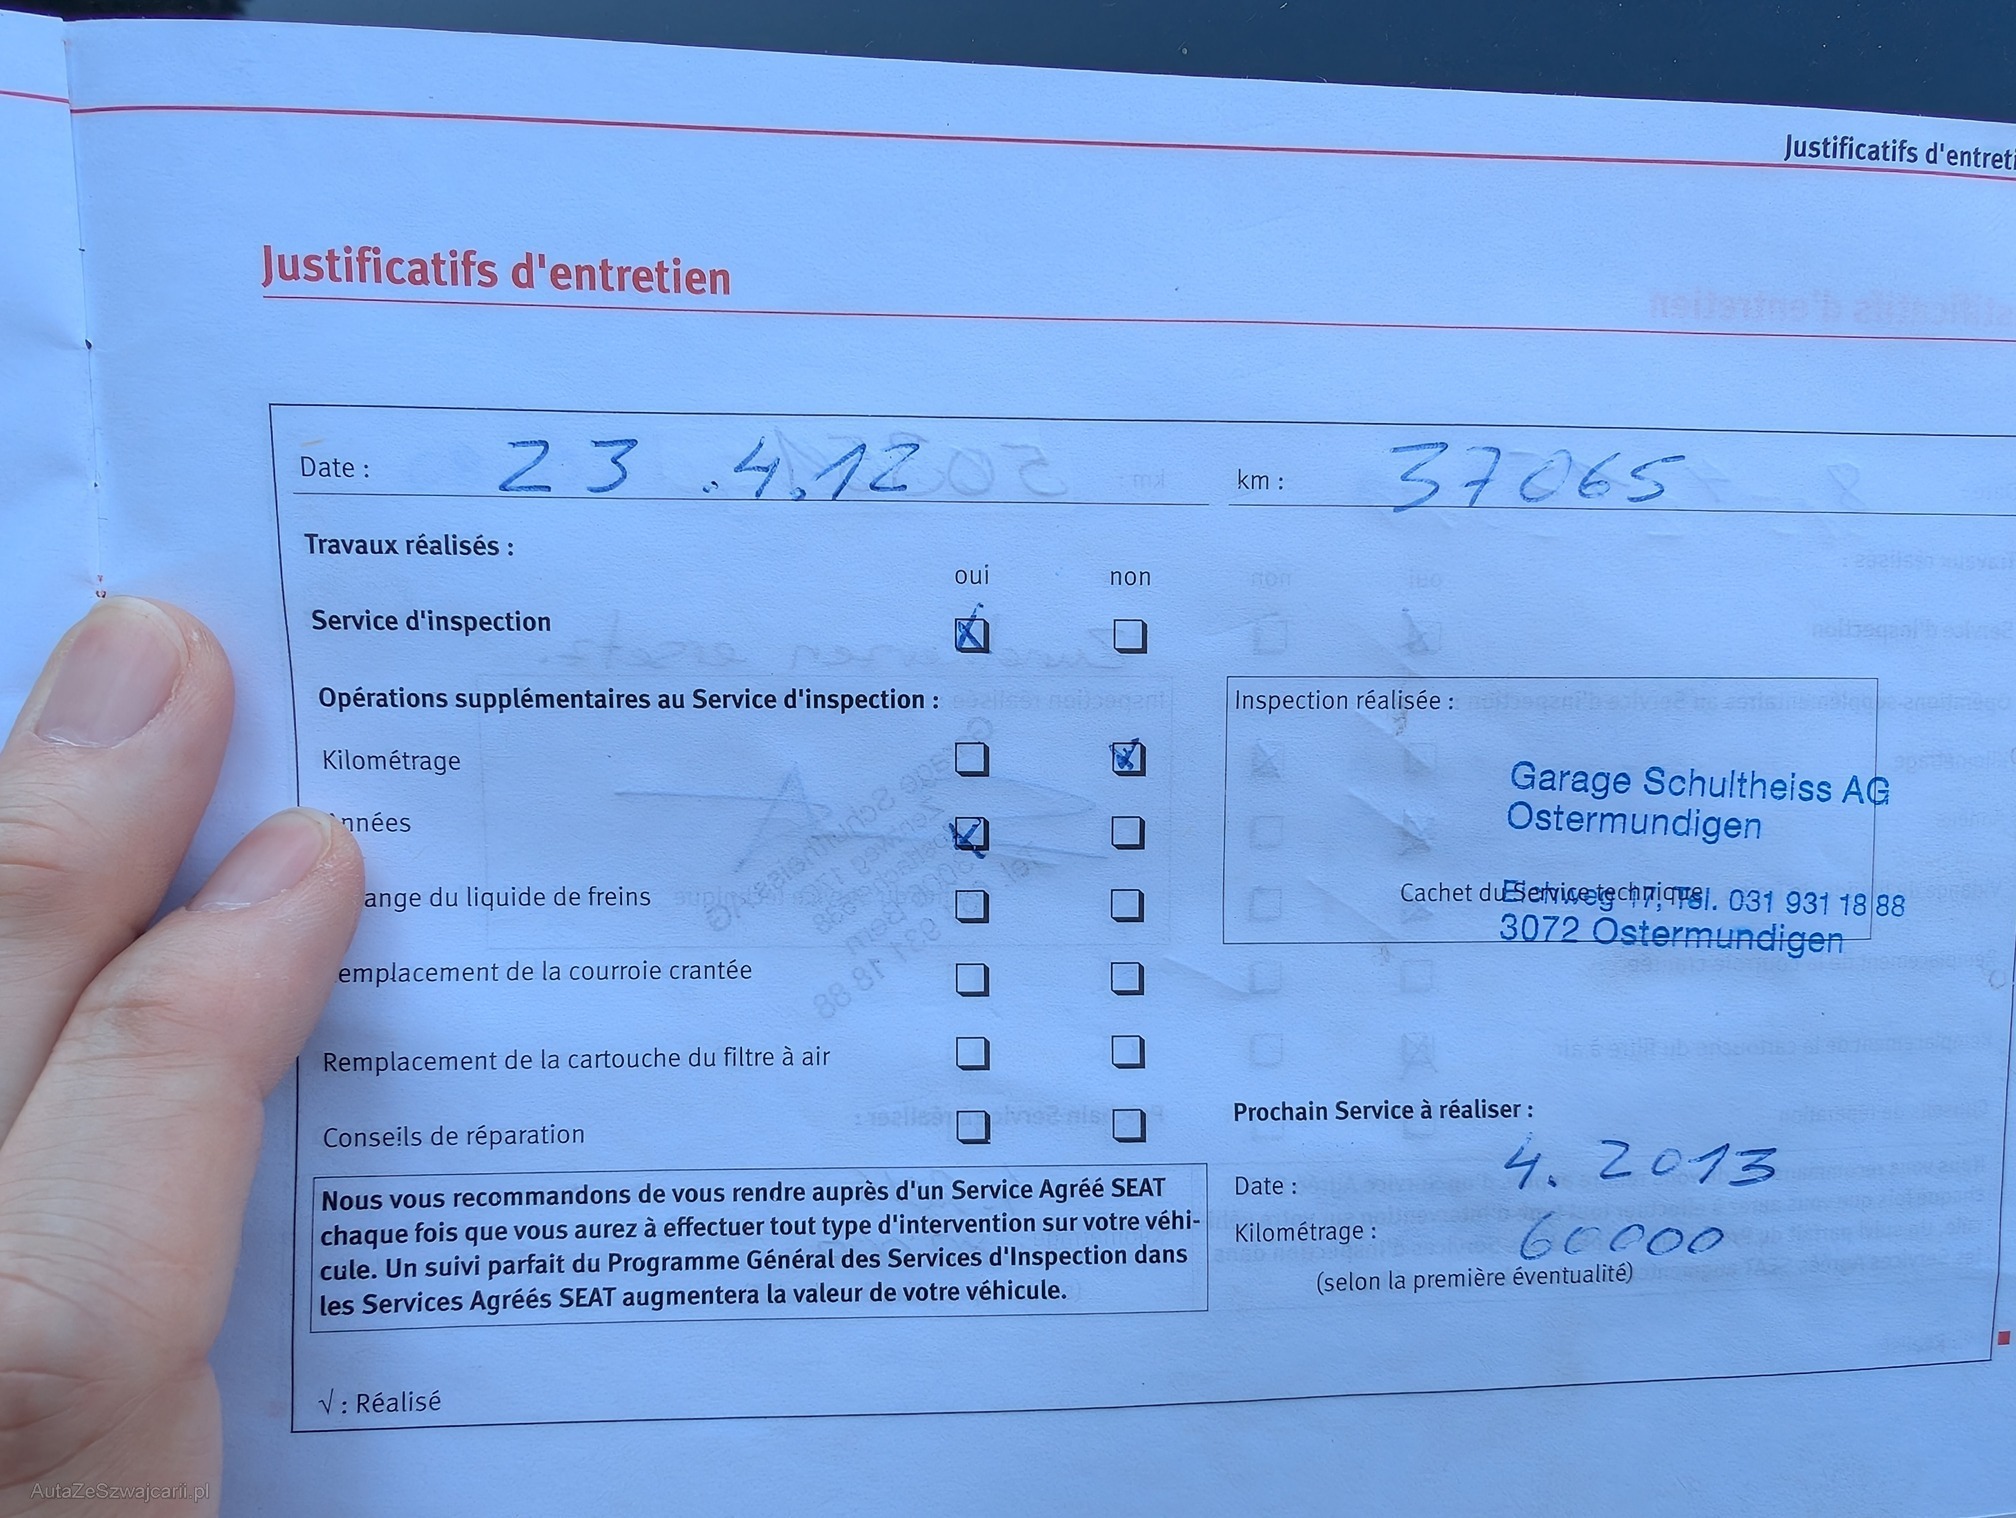 Justificatifs d'entreti
Justificatifs d'entretien
Date : 23.4.12 km : 37065
Travaux réalisés :
oui non
Service d'inspection
Opérations supplémentaires au Service d'inspection :
Inspection réalisée :
Kilométrage
Garage Schultheiss AG
Ostermundigen
nnées
Cachet du Service technique
Tel. 031 931 18 88
3072 Ostermundigen
ange du liquide de freins
emplacement de la courroie crantée
Remplacement de la cartouche du filtre à air
Conseils de réparation
Prochain Service à réaliser :
Date : 4. 2013
Kilométrage : 60000
(selon la première éventualité)
Nous vous recommandons de vous rendre auprès d'un Service Agréé SEAT
chaque fois que vous aurez à effectuer tout type d'intervention sur votre véhi-
cule. Un suivi parfait du Programme Général des Services d'Inspection dans
les Services Agréés SEAT augmentera la valeur de votre véhicule.
√ : Réalisé
AutaZeSzwajcarii.pl